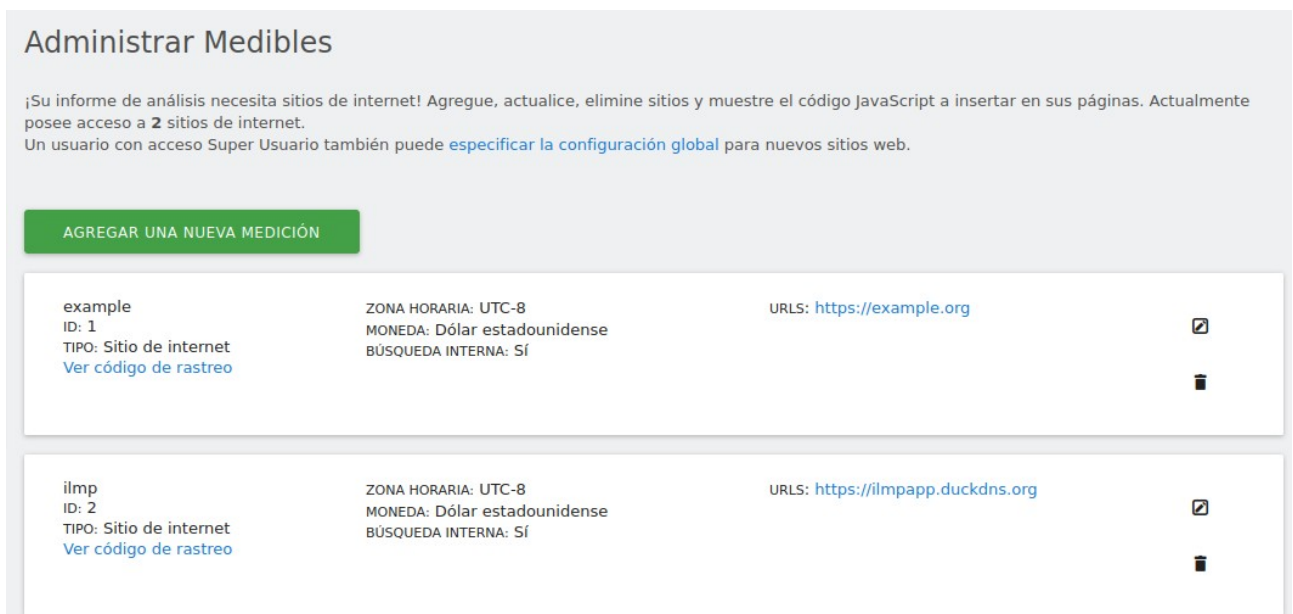 Administrar Medibles
¡Su informe de análisis necesita sitios de internet! Agregue, actualice, elimine sitios y muestre el código JavaScript a insertar en sus páginas. Actualmente
posee acceso a 2 sitios de internet.
Un usuario con acceso Super Usuario también puede especificar la configuración global para nuevos sitios web.
AGREGAR UNA NUEVA MEDICIÓN
example
ID: 1
TIPO: Sitio de internet
Ver código de rastreo
ZONA HORARIA: UTC-8
MONEDA: Dólar estadounidense
BÚSQUEDA INTERNA: Sí
URLS: https://example.org
ilmp
ID: 2
TIPO: Sitio de internet
Ver código de rastreo
ZONA HORARIA: UTC-8
MONEDA: Dólar estadounidense
BÚSQUEDA INTERNA: Sí
URLS: https://ilmpapp.duckdns.org